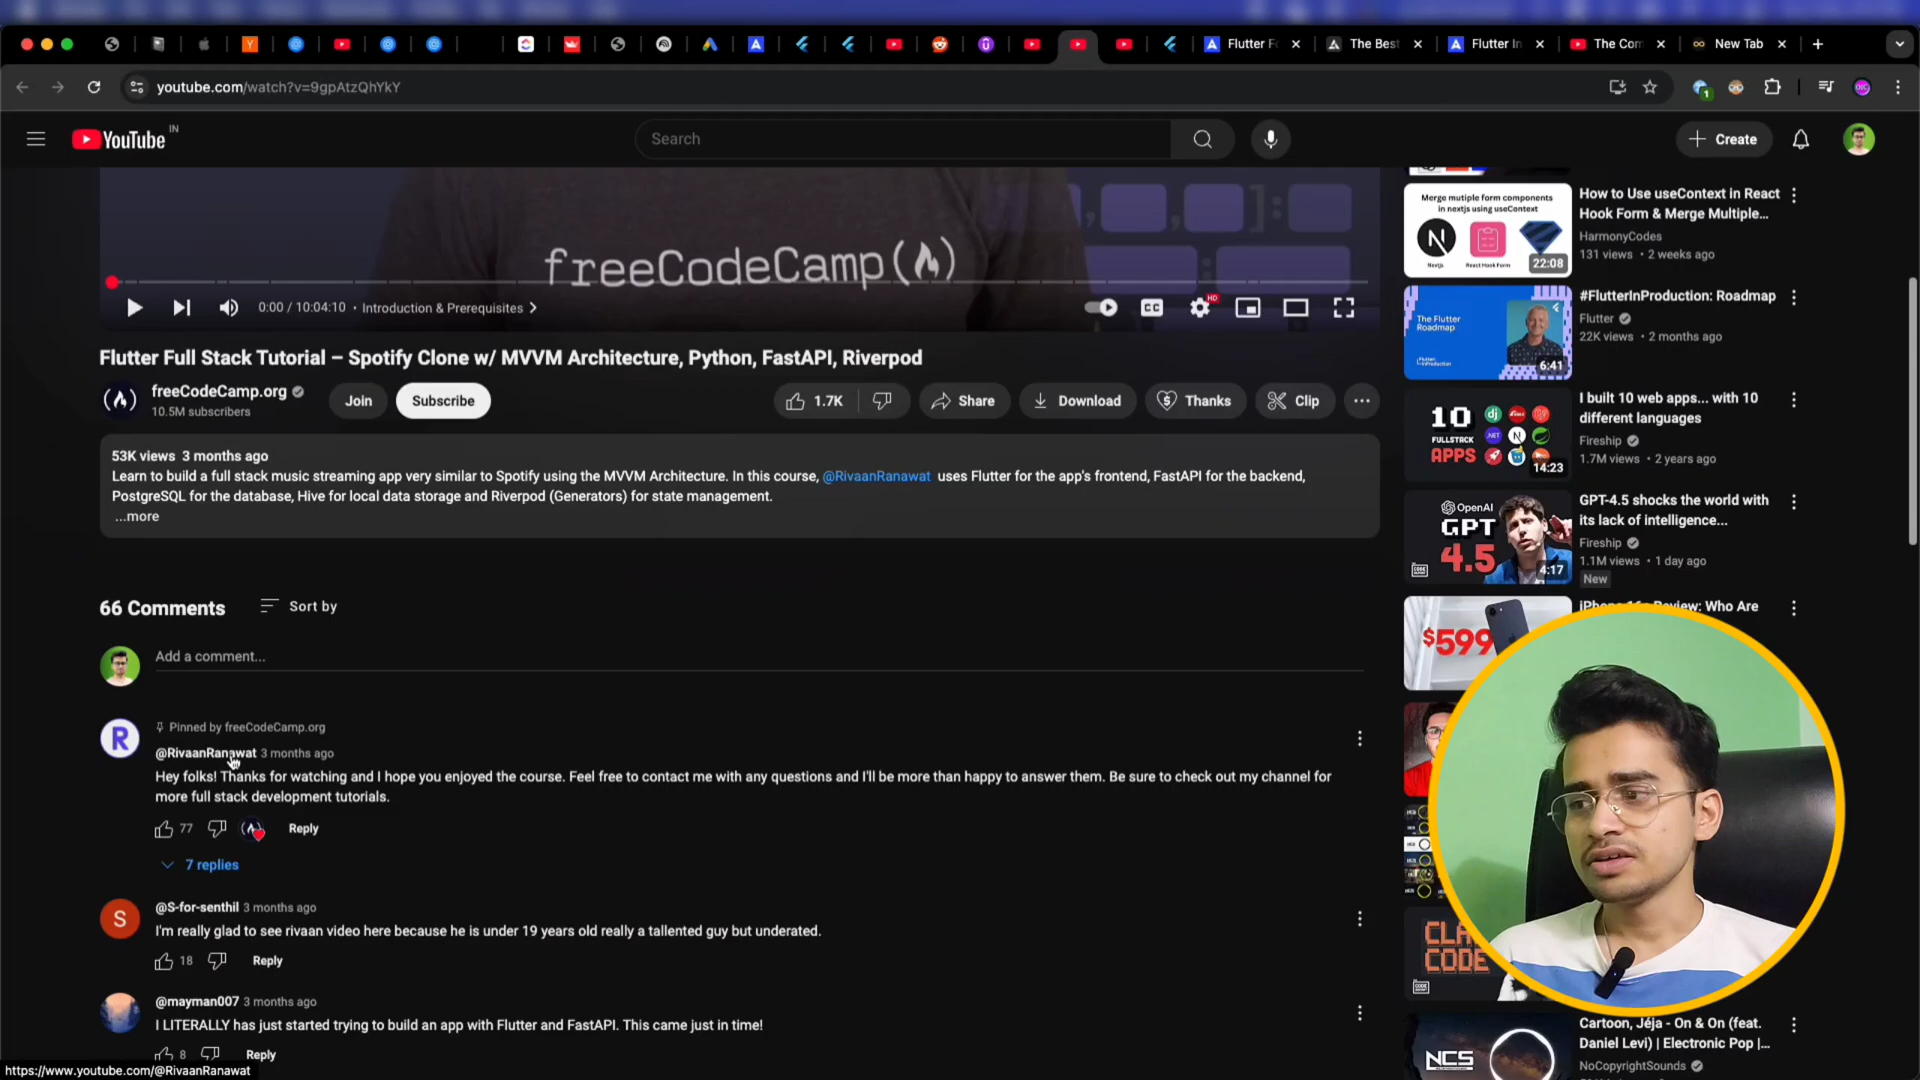 Flutter F
The Best
Flutter In
The Com
New Tab
youtube.com/watch?v=9gpAtzQhYkY
1
YouTube
IN
Search
Create
freeCodeCamp
0:00 / 10:04:10 • Introduction & Prerequisites
CC
HD
Flutter Full Stack Tutorial – Spotify Clone w/ MVVM Architecture, Python, FastAPI, Riverpod
freeCodeCamp.org
10.5M subscribers
Join
Subscribe
1.7K
Share
Download
Thanks
Clip
53K views 3 months ago
Learn to build a full stack music streaming app very similar to Spotify using the MVVM Architecture. In this course, @RivaanRanawat uses Flutter for the app's frontend, FastAPI for the backend,
PostgreSQL for the database, Hive for local data storage and Riverpod (Generators) for state management.
...more
66 Comments
Sort by
Add a comment...
R
Pinned by freeCodeCamp.org
@RivaanRanawat 3 months ago
Hey folks! Thanks for watching and I hope you enjoyed the course. Feel free to contact me with any questions and I'll be more than happy to answer them. Be sure to check out my channel for
more full stack development tutorials.
77
Reply
7 replies
S
@S-for-senthil 3 months ago
I'm really glad to see rivaan video here because he is under 19 years old really a tallented guy but underated.
18
Reply
@mayman007 3 months ago
I LITERALLY has just started trying to build an app with Flutter and FastAPI. This came just in time!
8
Reply
https://www.youtube.com/@RivaanRanawat
Merge mutiple form components
in nextjs using useContext
Nextjs
React Hook Form
22:08
How to Use useContext in React
Hook Form & Merge Multiple...
HarmonyCodes
131 views • 2 weeks ago
The Flutter
Roadmap
6:41
#FlutterInProduction: Roadmap
Flutter
22K views • 2 months ago
10
FULLSTACK
APPS
dj
.NET
14:23
I built 10 web apps... with 10
different languages
Fireship
1.7M views • 2 years ago
OpenAI
GPT
4.5
4:17
GPT-4.5 shocks the world with
its lack of intelligence...
Fireship
1.1M views • 1 day ago
New
$599
iPhone 16e Review: Who Are
CLA
CODE
NCS
Cartoon, Jéja - On & On (feat.
Daniel Levi) | Electronic Pop |...
NoCopyrightSounds